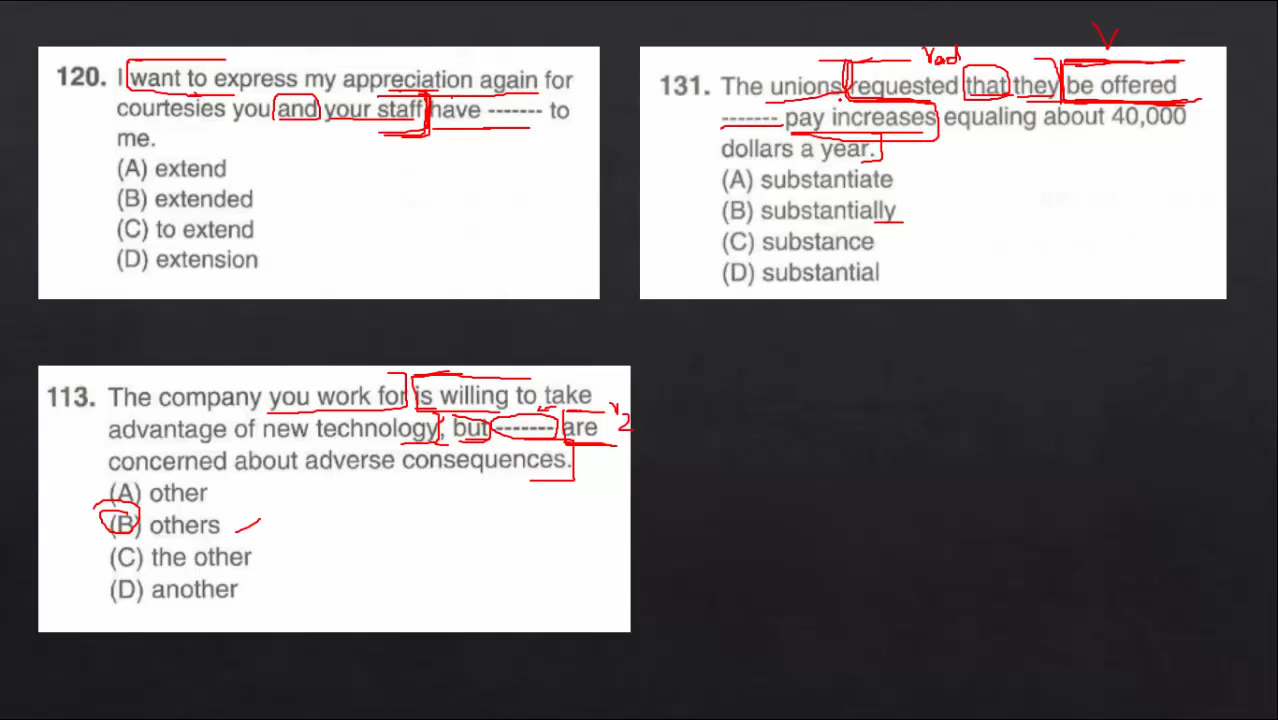 120. I want to express my appreciation again for
courtesies you and your staff have ------- to
me.
(A) extend
(B) extended
(C) to extend
(D) extension
V
rad
131. The unions requested that they be offered
------- pay increases equaling about 40,000
dollars a year.
(A) substantiate
(B) substantially
(C) substance
(D) substantial
113. The company you work for is willing to take
advantage of new technology, but ------- are
V2
concerned about adverse consequences.
(A) other
(B) others
(C) the other
(D) another